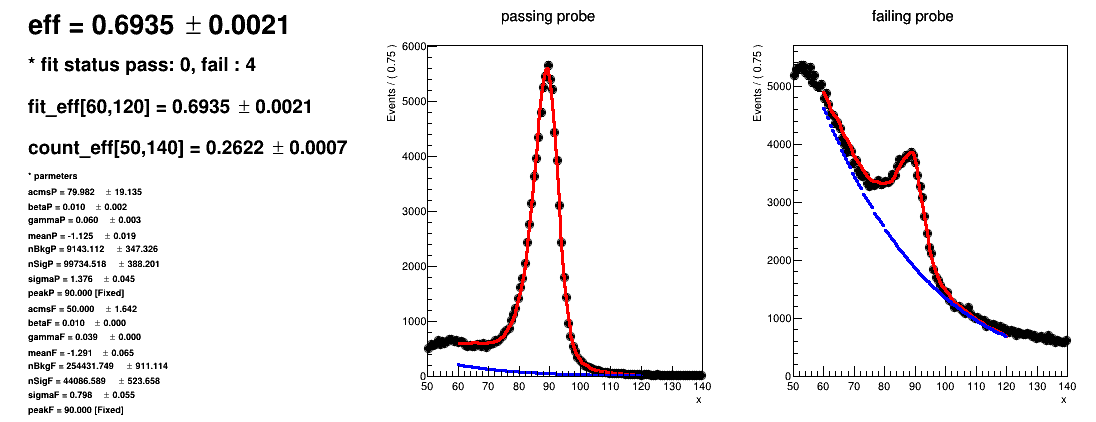 eff = 0.6935 ± 0.0021
* fit status pass: 0, fail : 4
fit_eff[60,120] = 0.6935 ± 0.0021
count_eff[50,140] = 0.2622 ± 0.0007
* parmeters
acmsP = 79.982 ± 19.135
betaP = 0.010 ± 0.002
gammaP = 0.060 ± 0.003
meanP = -1.125 ± 0.019
nBkgP = 9143.112 ± 347.326
nSigP = 99734.518 ± 388.201
sigmaP = 1.376 ± 0.045
peakP = 90.000 [Fixed]
acmsF = 50.000 ± 1.642
betaF = 0.010 ± 0.000
gammaF = 0.039 ± 0.000
meanF = -1.291 ± 0.065
nBkgF = 254431.749 ± 911.114
nSigF = 44086.589 ± 523.658
sigmaF = 0.798 ± 0.055
peakF = 90.000 [Fixed]
passing probe
Events / ( 0.75 )
6000
5000
4000
3000
2000
1000
0
50 60 70 80 90 100 110 120 130 140
x
failing probe
Events / ( 0.75 )
5000
4000
3000
2000
1000
0
50 60 70 80 90 100 110 120 130 140
x